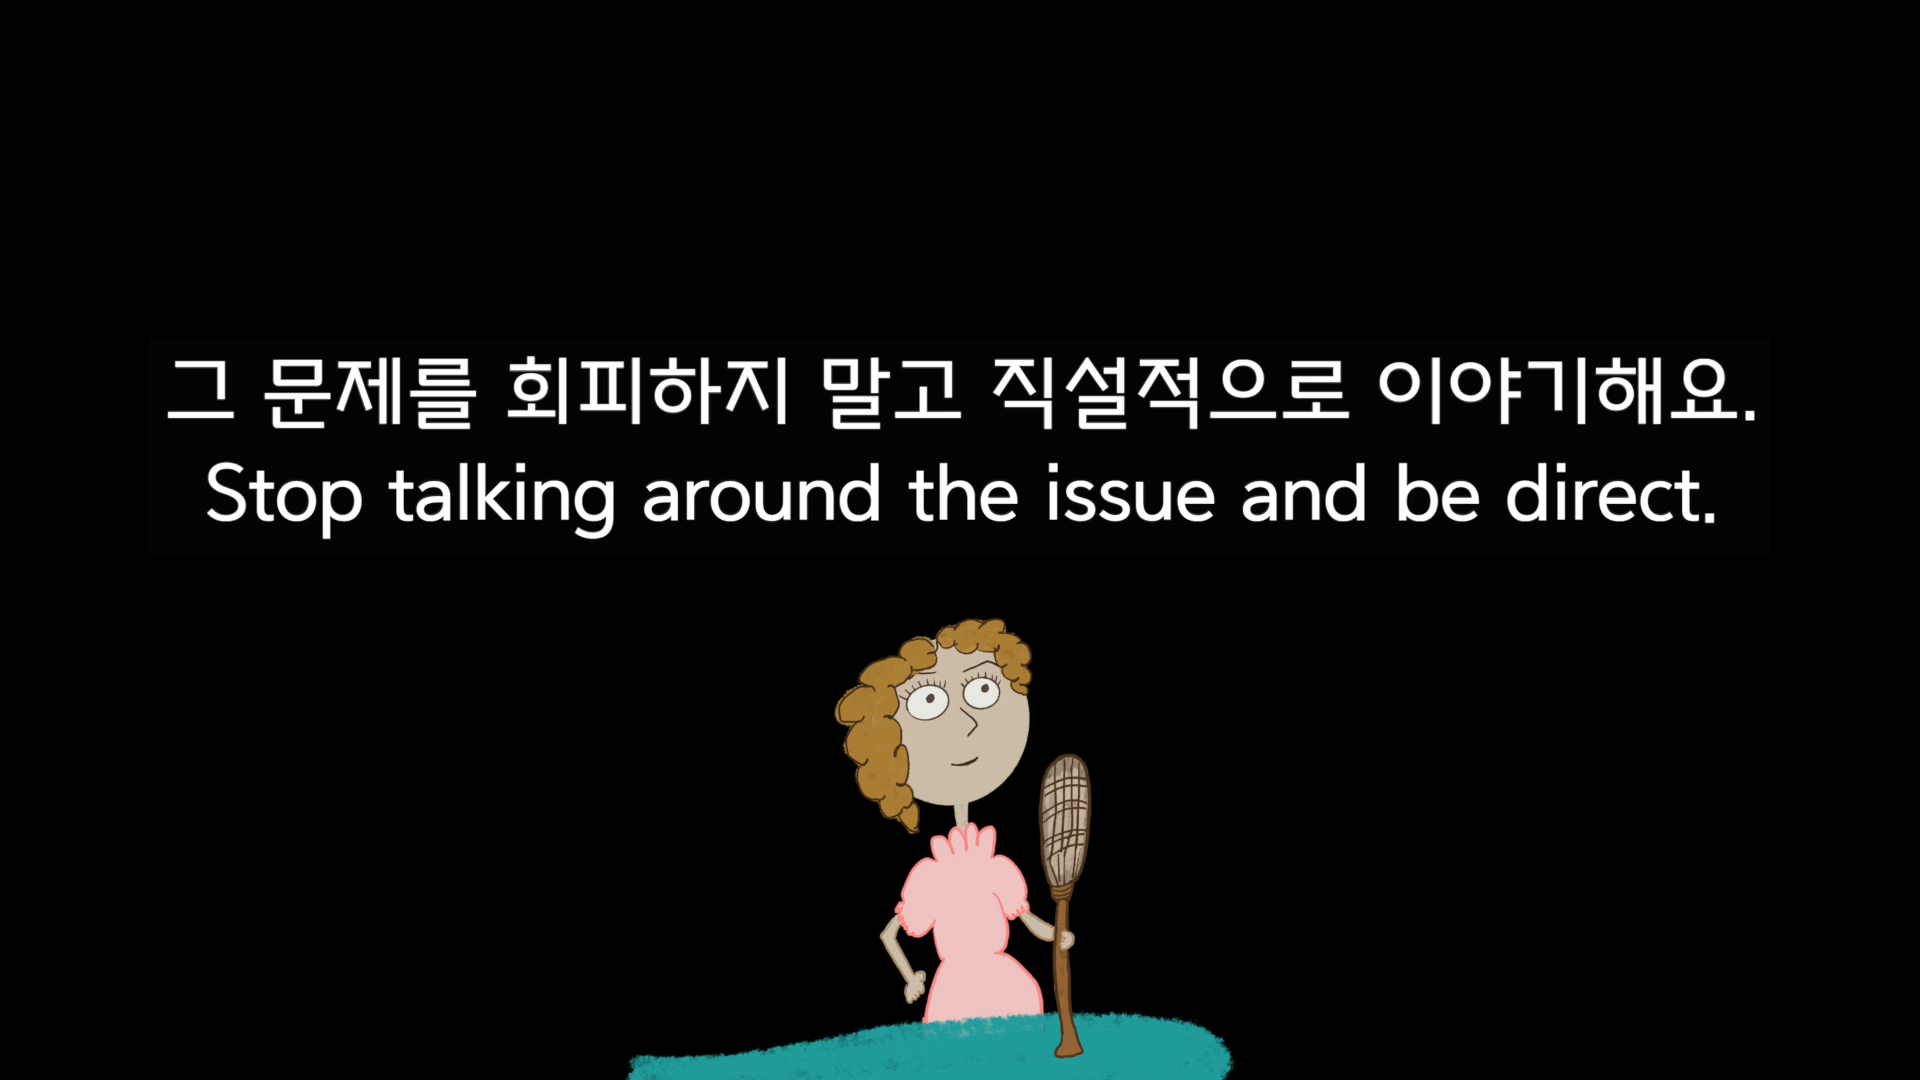 그 문제를 회피하지 말고 직설적으로 이야기해요.
Stop talking around the issue and be direct.